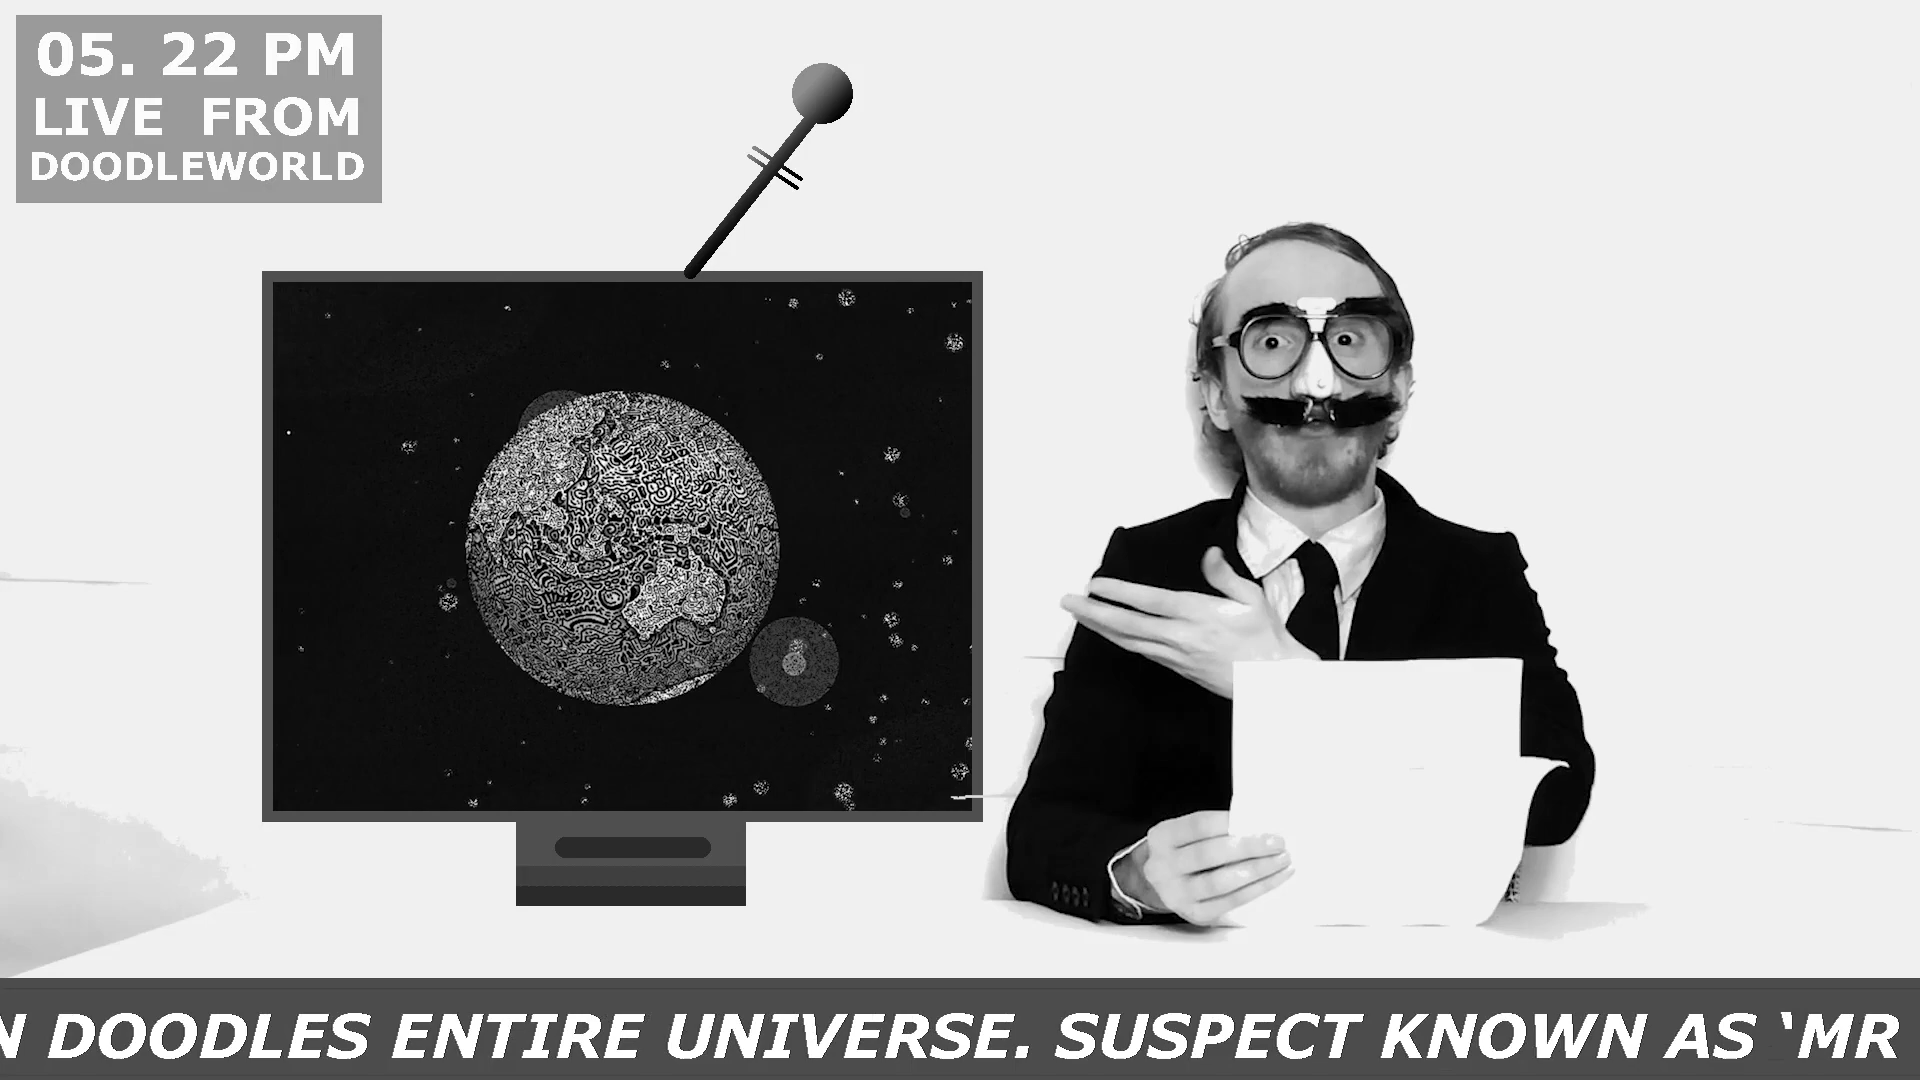 05. 22 PM
LIVE FROM
DOODLEWORLD
N DOODLES ENTIRE UNIVERSE. SUSPECT KNOWN AS ‘MR